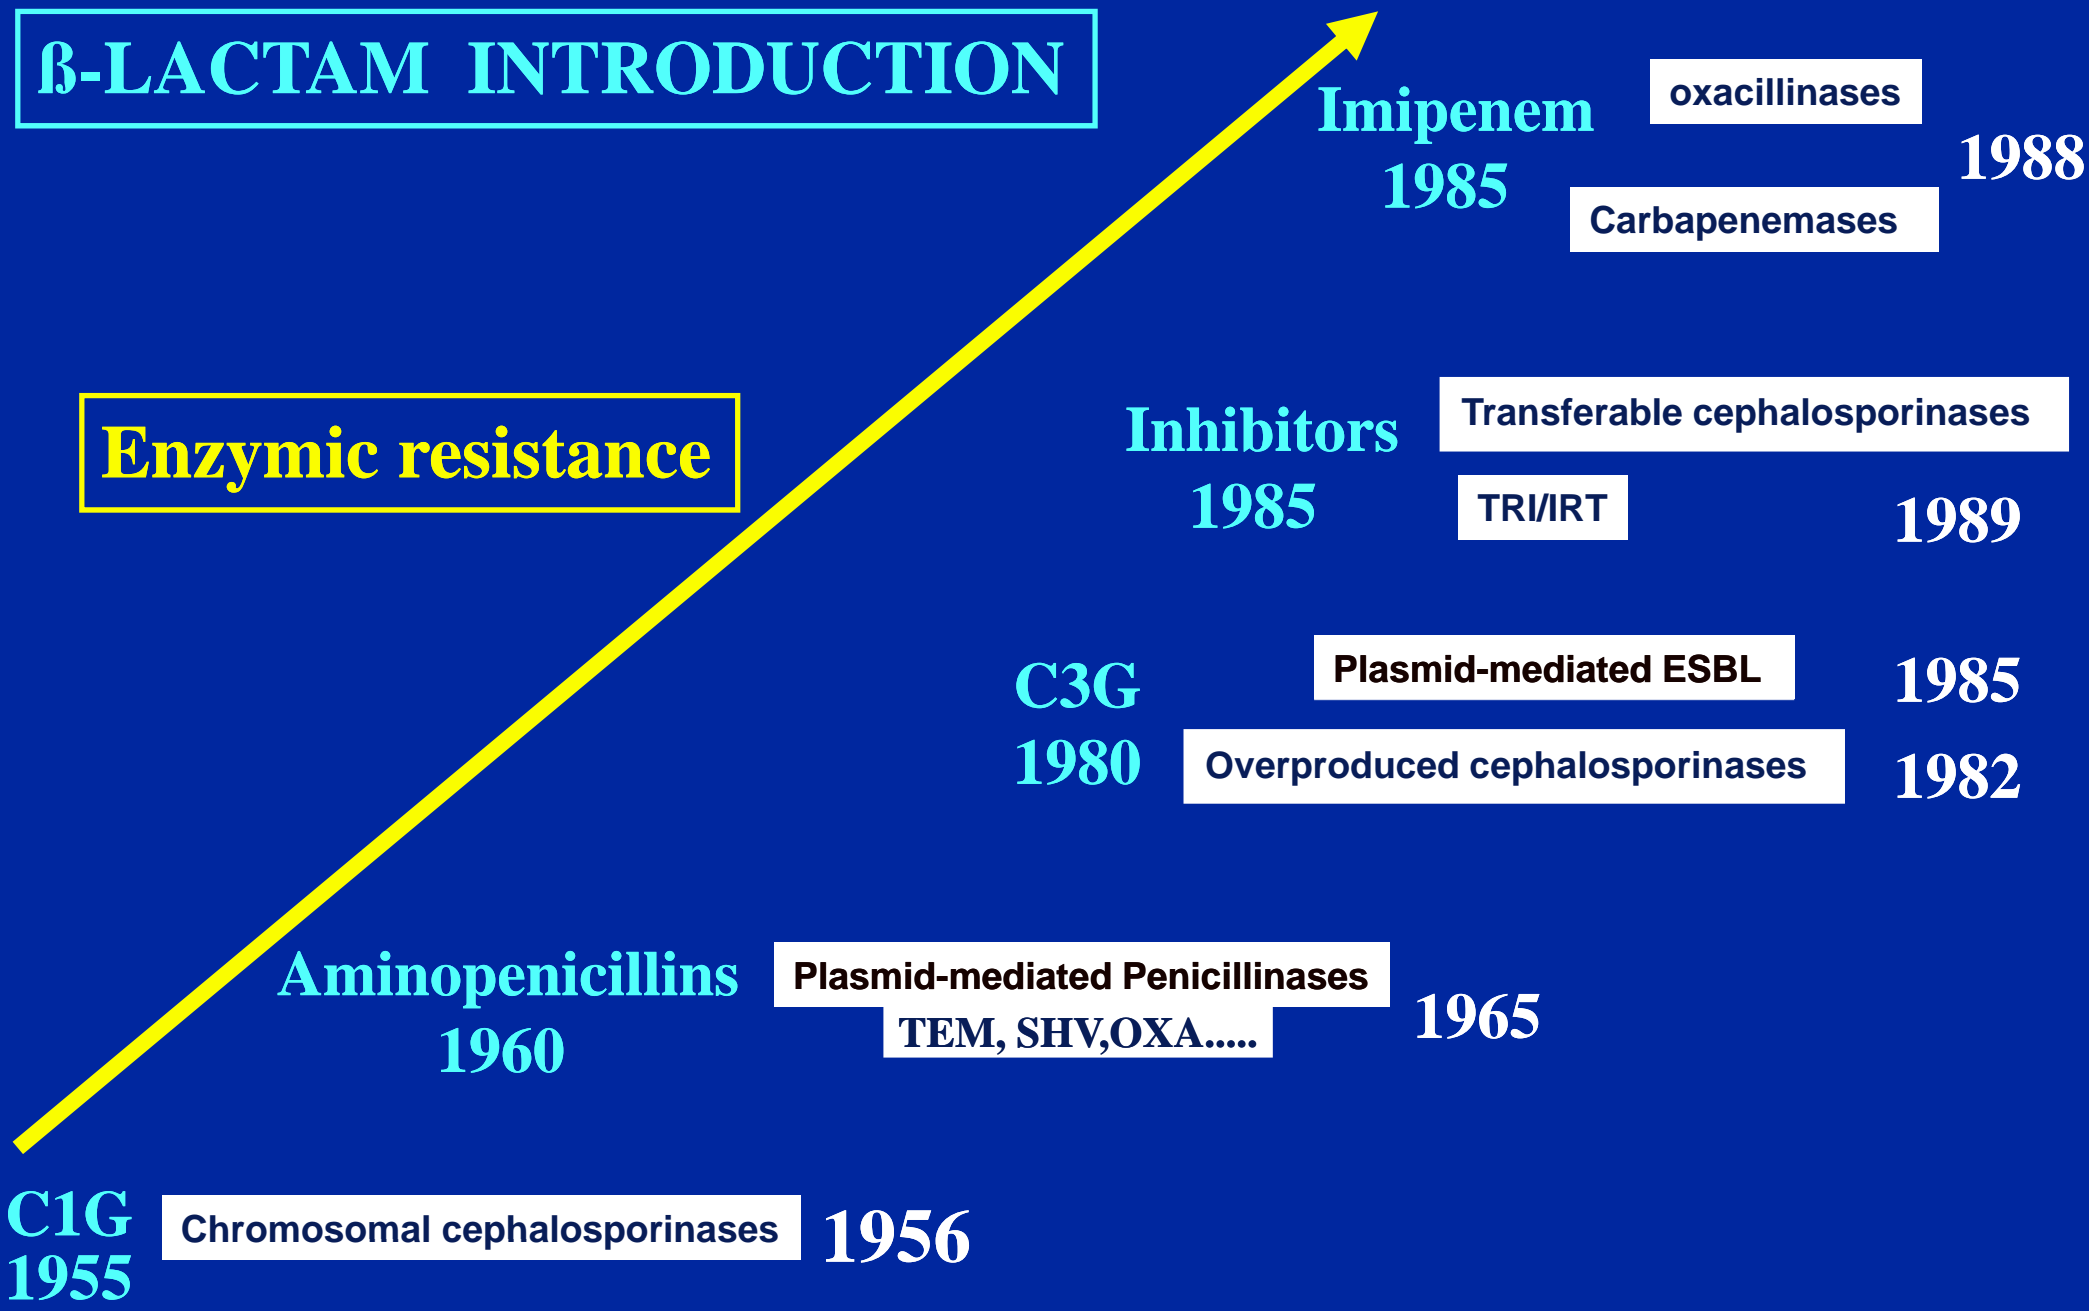 ß-LACTAM INTRODUCTION
Imipenem
1985
oxacillinases
1988
Carbapenemases
Enzymic resistance
Inhibitors
1985
Transferable cephalosporinases
TRI/IRT
1989
C3G
1980
Plasmid-mediated ESBL
1985
Overproduced cephalosporinases
1982
Aminopenicillins
1960
Plasmid-mediated Penicillinases
TEM, SHV,OXA.....
1965
C1G
1955
Chromosomal cephalosporinases
1956